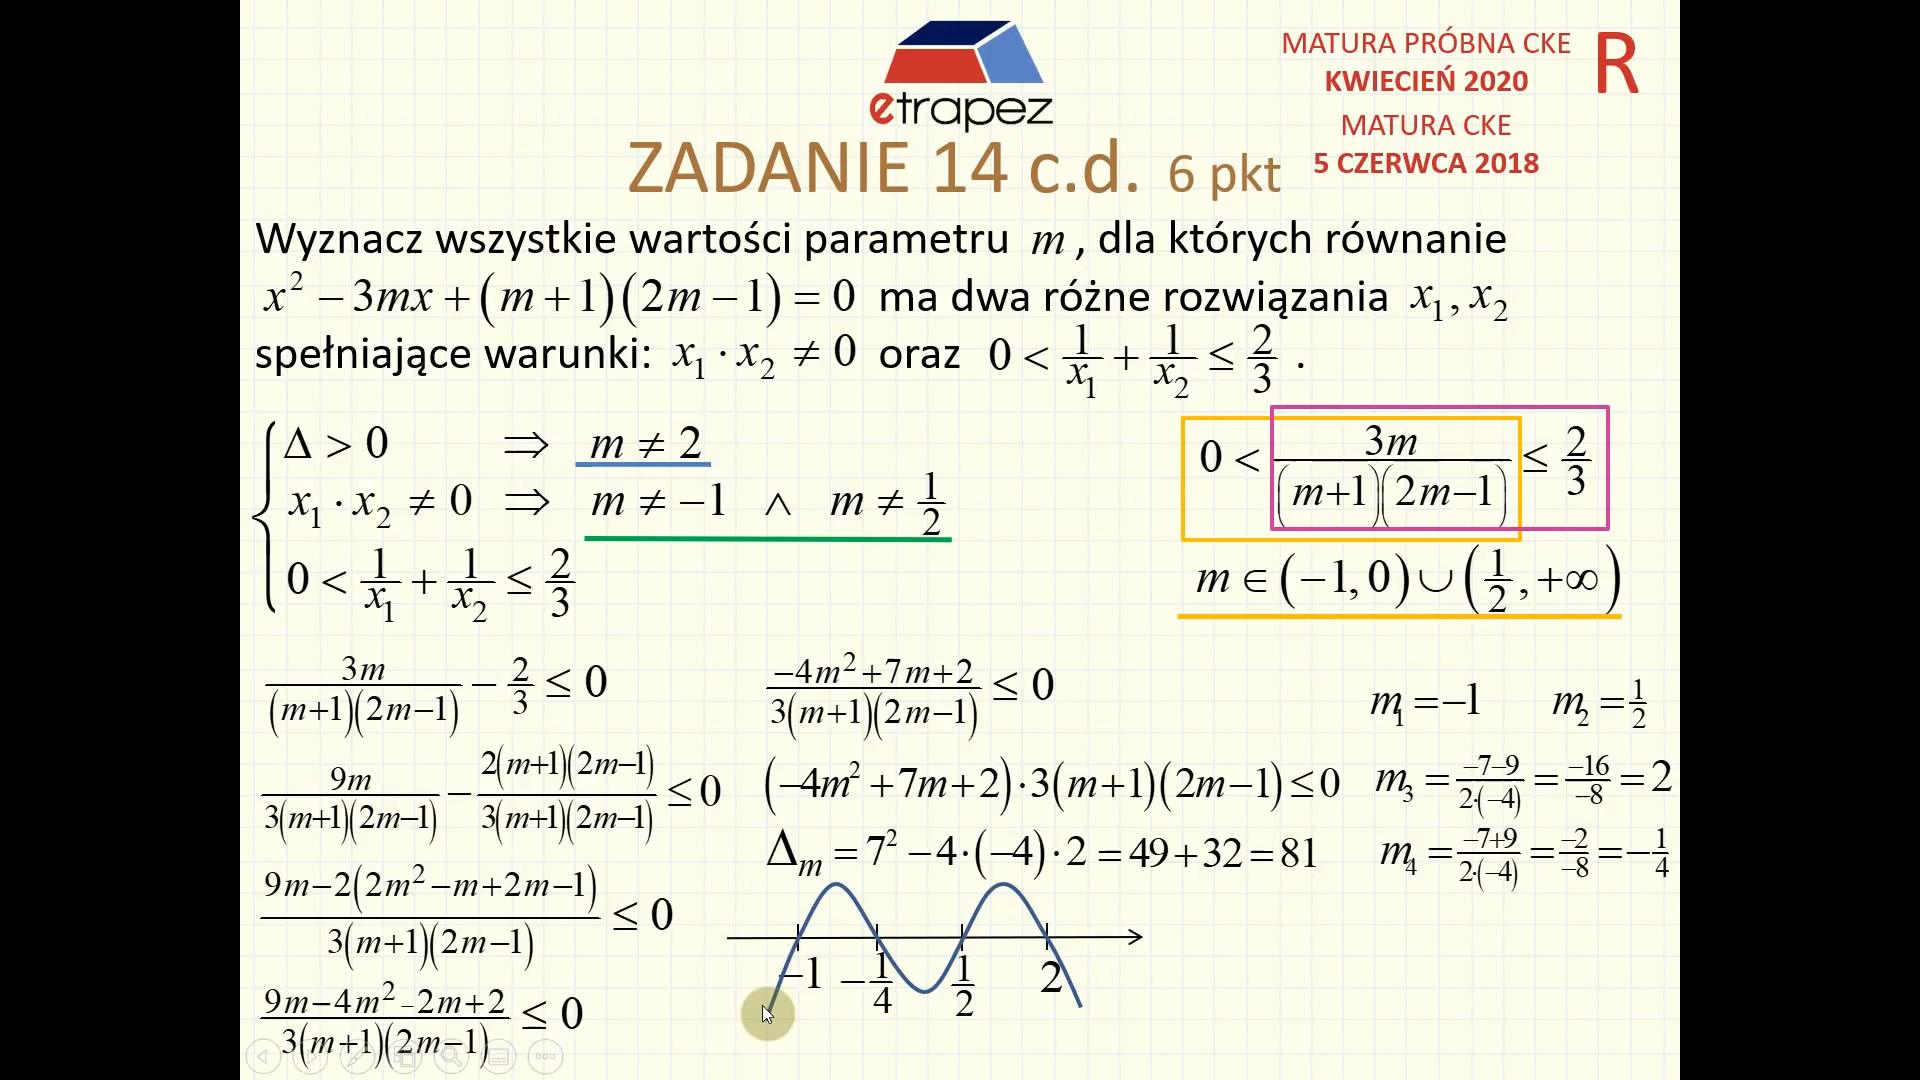 etrapez
MATURA PRÓBNA CKE
KWIECIEŃ 2020
R
MATURA CKE
5 CZERWCA 2018
ZADANIE 14 c.d. 6 pkt
Wyznacz wszystkie wartości parametru m , dla których równanie
x² − 3mx + (m + 1)(2m − 1) = 0 ma dwa różne rozwiązania x₁, x₂
spełniające warunki: x₁ · x₂ ≠ 0 oraz 0 < 1/x₁ + 1/x₂ ≤ 2/3 .
Δ > 0 ⇒ m ≠ 2
x₁ · x₂ ≠ 0 ⇒ m ≠ −1 ∧ m ≠ 1/2
0 < 1/x₁ + 1/x₂ ≤ 2/3
0 < 3m/((m+1)(2m−1)) ≤ 2/3
m ∈ (−1, 0) ∪ (1/2, +∞)
3m/((m+1)(2m−1)) − 2/3 ≤ 0
9m/(3(m+1)(2m−1)) − 2(m+1)(2m−1)/(3(m+1)(2m−1)) ≤ 0
(9m−2(2m²−m+2m−1))/(3(m+1)(2m−1)) ≤ 0
(9m−4m²−2m+2)/(3(m+1)(2m−1)) ≤ 0
(−4m²+7m+2)/(3(m+1)(2m−1)) ≤ 0
(−4m² + 7m + 2) · 3(m + 1)(2m − 1) ≤ 0
Δₘ = 7² − 4·(−4)·2 = 49 + 32 = 81
−1 −1/4 1/2 2
m₁ = −1 m₂ = 1/2
m₃ = (−7−9)/(2·(−4)) = −16/−8 = 2
m₄ = (−7+9)/(2·(−4)) = −2/−8 = −1/4